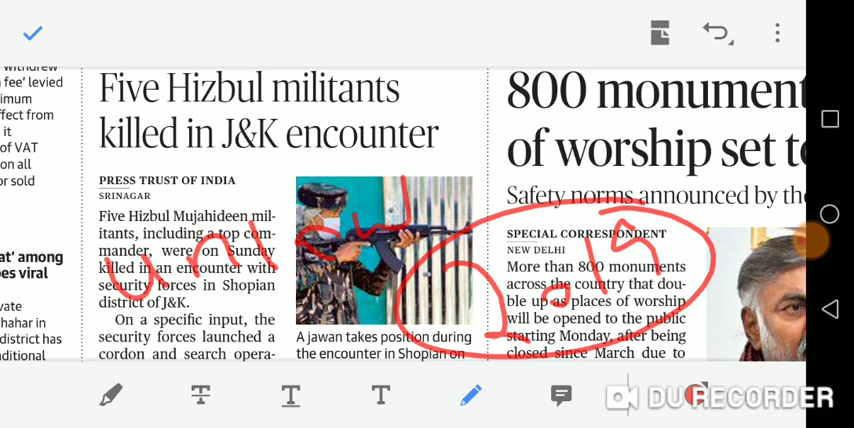 withdrew
fee' levied
imum
ffect from
it
of VAT
on all
or sold
at' among
es viral
vate
hahar in
district has
aditional
Five Hizbul militants
killed in J&K encounter
PRESS TRUST OF INDIA
SRINAGAR
Five Hizbul Mujahideen mil-
itants, including a top com-
mander, were on Sunday
killed in an encounter with
security forces in Shopian
district of J&K.
On a specific input, the
security forces launched a
cordon and search opera-
A jawan takes position during
the encounter in Shopian on
800 monument
of worship set to
Safety norms announced by the
SPECIAL CORRESPONDENT
NEW DELHI
More than 800 monuments
across the country that dou-
ble up as places of worship
will be opened to the public
starting Monday, after being
closed since March due to
union
2.19
T
T
T
DU RECORDER